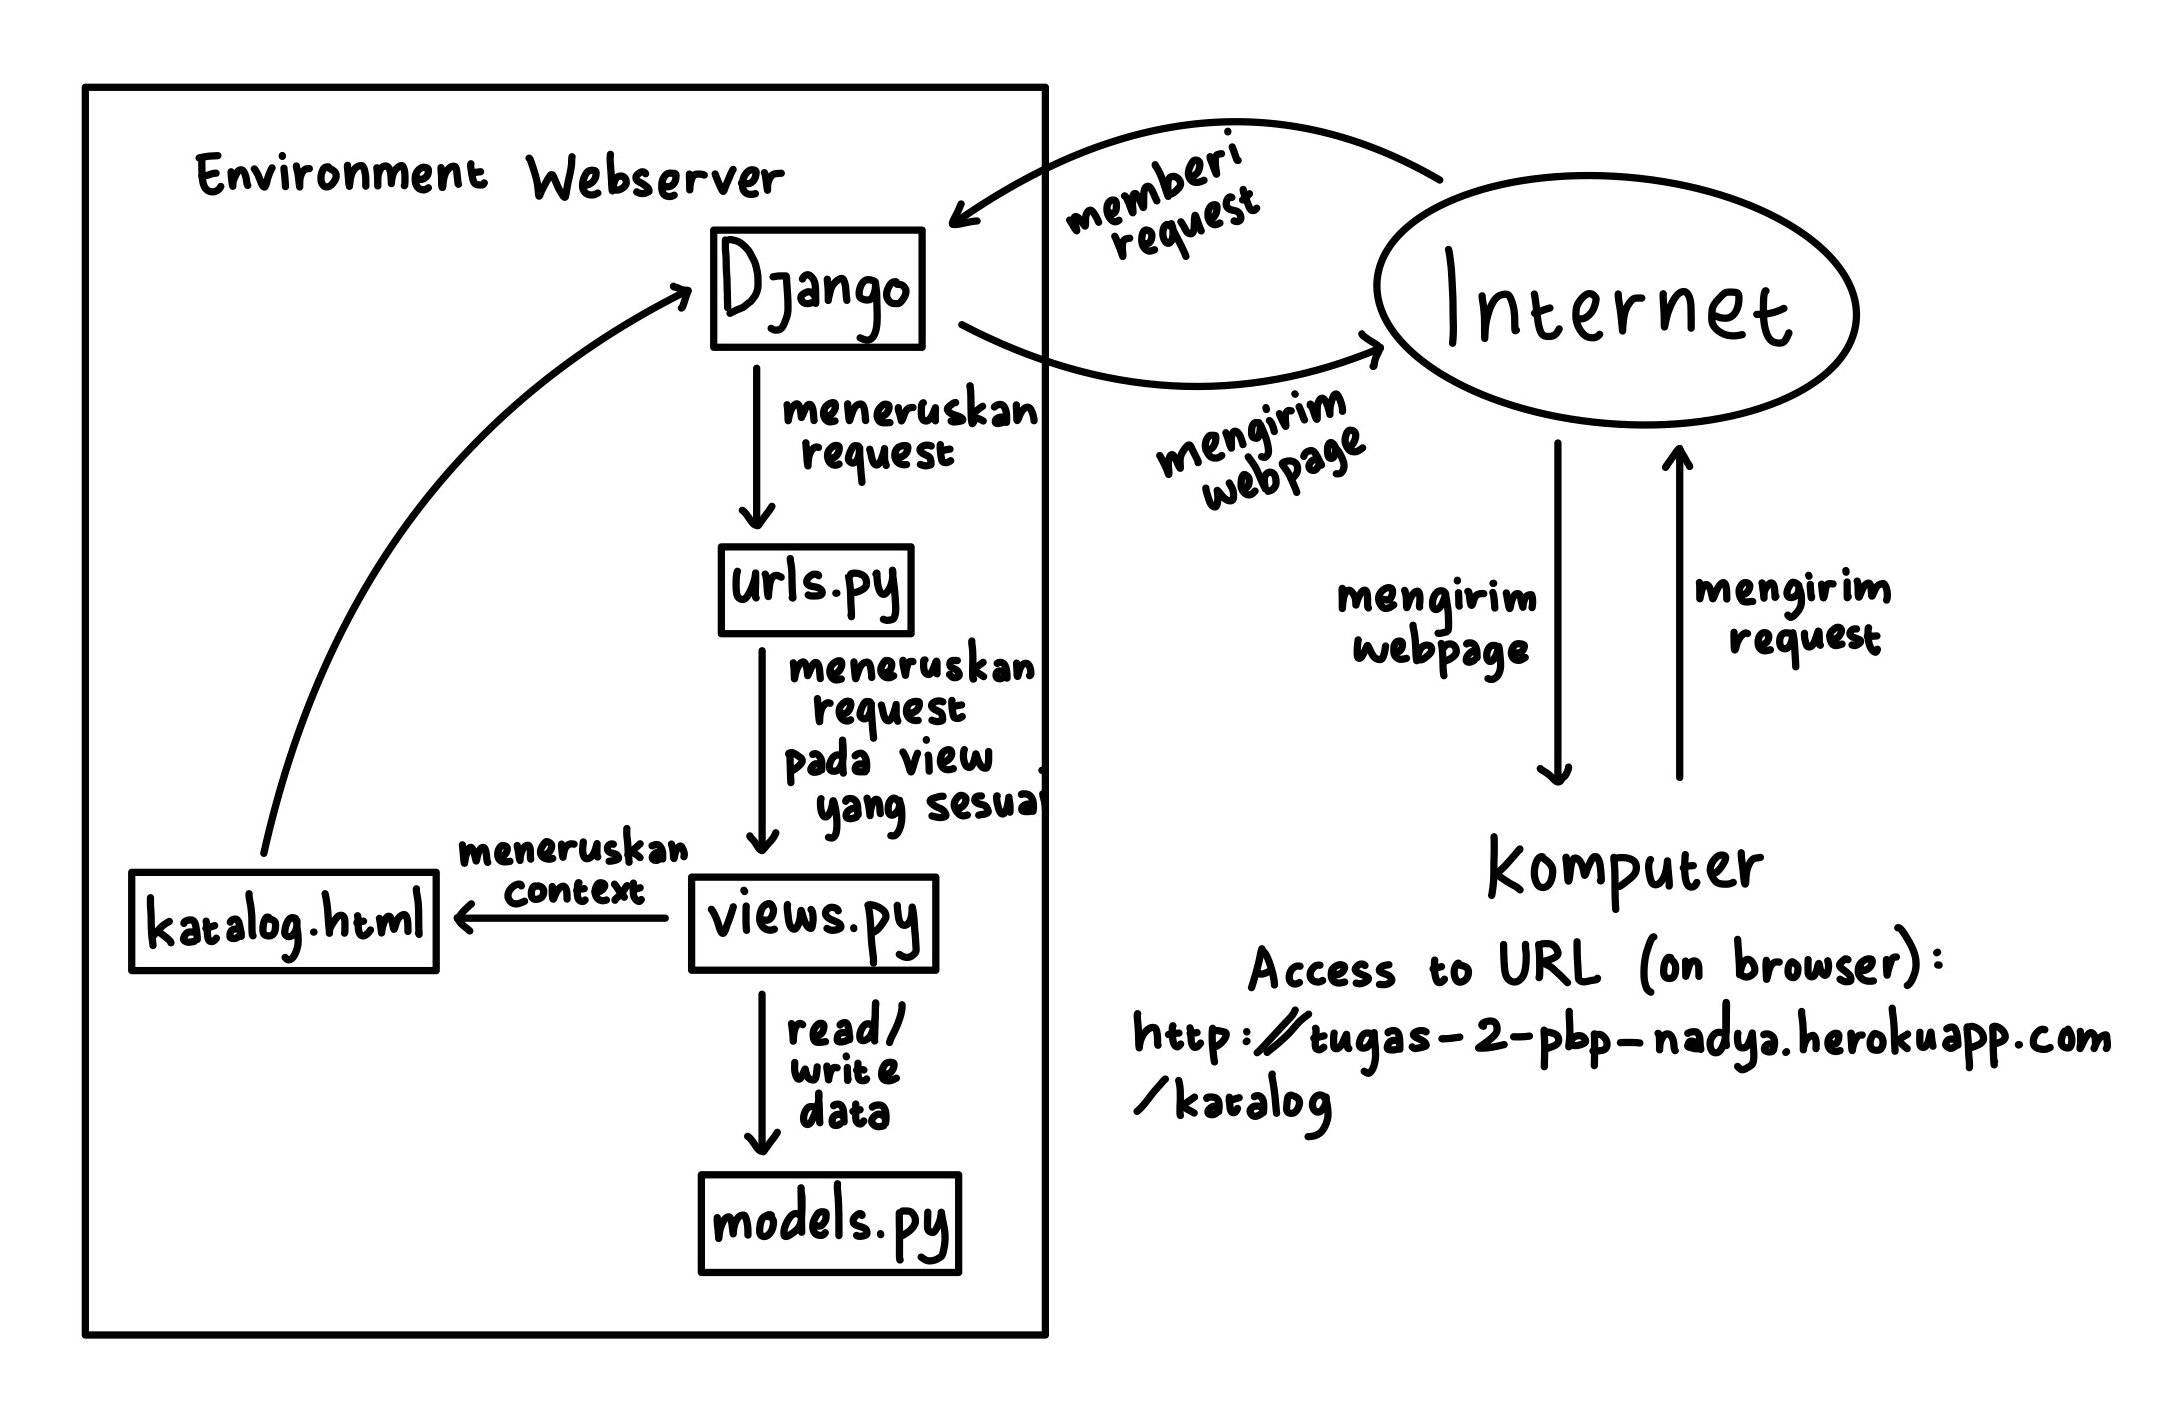 Environment Webserver
Django
meneruskan
request
urls.py
meneruskan
request
pada view
yang sesuai
meneruskan
context
katalog.html
views.py
read/
write
data
models.py
memberi
request
Internet
mengirim
webpage
mengirim
webpage
mengirim
request
Komputer
Access to URL (on browser):
http://tugas-2-pbp-nadya.herokuapp.com
/katalog